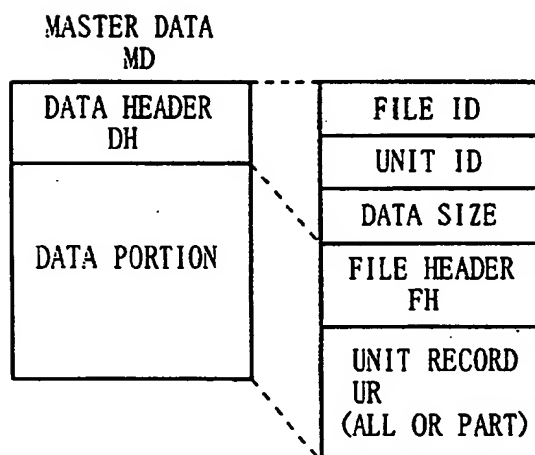 MASTER DATA
MD
DATA HEADER
DH
DATA PORTION
FILE ID
UNIT ID
DATA SIZE
FILE HEADER
FH
UNIT RECORD
UR
(ALL OR PART)